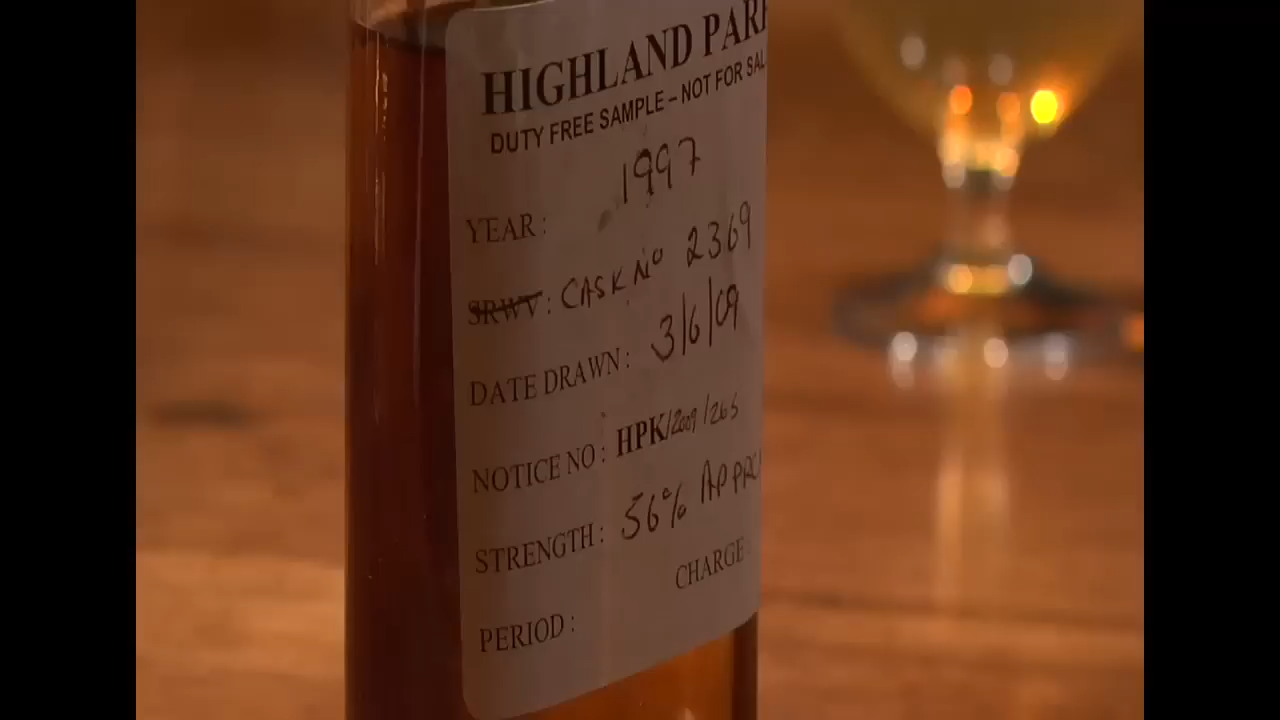 HIGHLAND PARK
DUTY FREE SAMPLE – NOT FOR SAL
YEAR : 1997
SRWV : CASK Nº 2369
DATE DRAWN : 3/6/09
NOTICE NO : HPK/2009/265
STRENGTH : 56% APPRO
CHARGE
PERIOD :